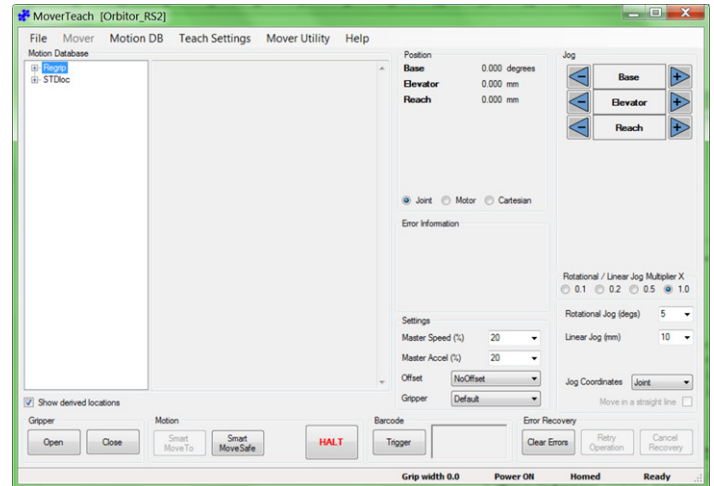 MoverTeach [Orbitor_RS2]
File Mover Motion DB Teach Settings Mover Utility Help
Motion Database
Regrip
STDloc
Position
Base 0.000 degrees
Elevator 0.000 mm
Reach 0.000 mm
Joint Motor Cartesian
Error Information
Jog
Base
Elevator
Reach
Rotational / Linear Jog Multiplier X
0.1 0.2 0.5 1.0
Rotational Jog (degs) 5
Linear Jog (mm) 10
Settings
Master Speed (%) 20
Master Accel (%) 20
Offset NoOffset
Gripper Default
Jog Coordinates Joint
Move in a straight line
Show derived locations
Gripper
Open Close
Motion
Smart MoveTo
Smart MoveSafe
HALT
Barcode
Trigger
Error Recovery
Clear Errors
Retry Operation
Cancel Recovery
Grip width 0.0 Power ON Homed Ready